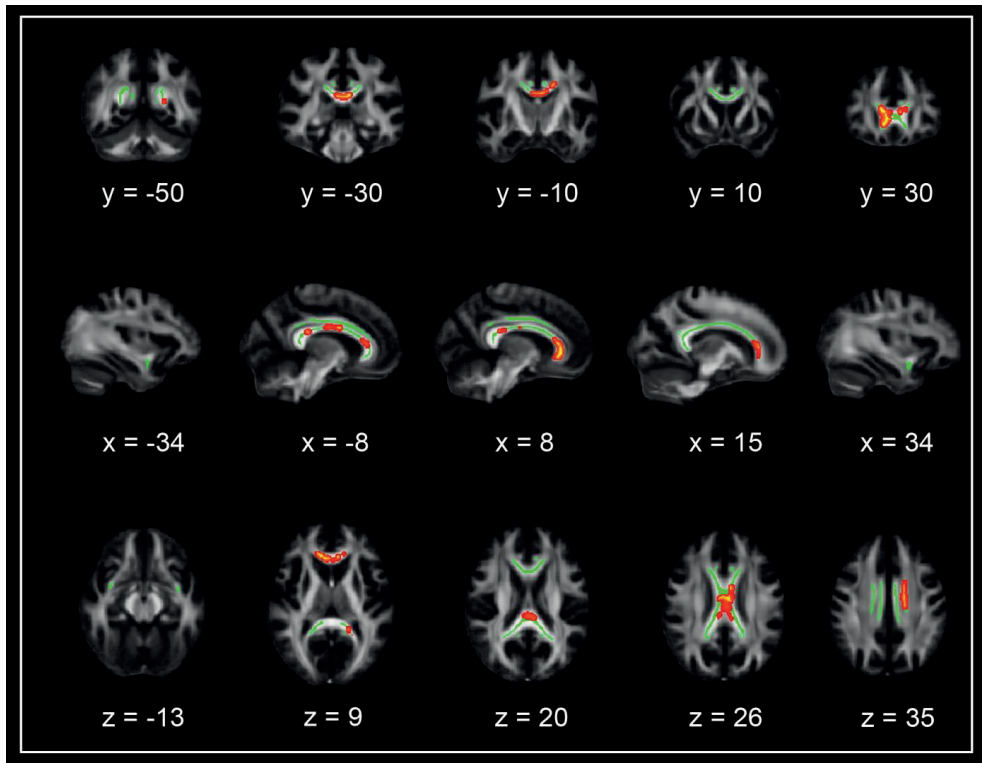 y = -50 y = -30 y = -10 y = 10 y = 30
x = -34 x = -8 x = 8 x = 15 x = 34
z = -13 z = 9 z = 20 z = 26 z = 35